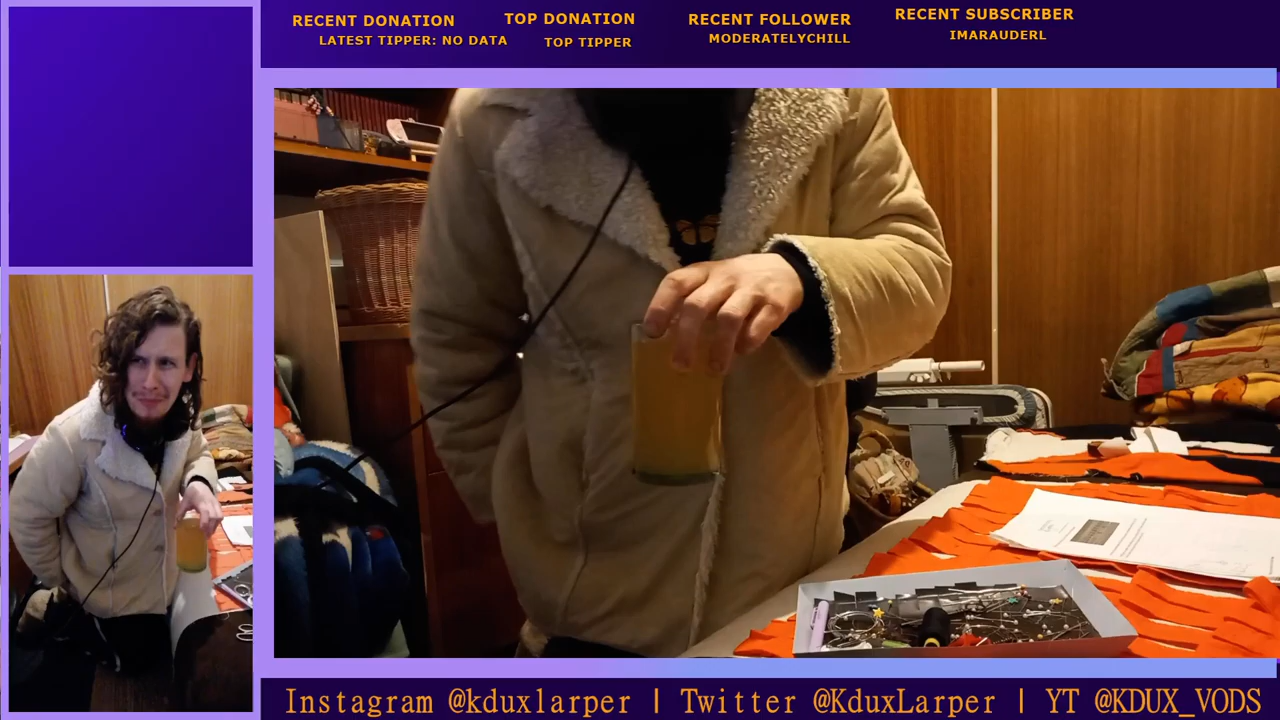 RECENT DONATION
LATEST TIPPER: NO DATA
TOP DONATION
TOP TIPPER
RECENT FOLLOWER
MODERATELYCHILL
RECENT SUBSCRIBER
IMARAUDERL
Instagram @kduxlarper | Twitter @KduxLarper | YT @KDUX_VODS